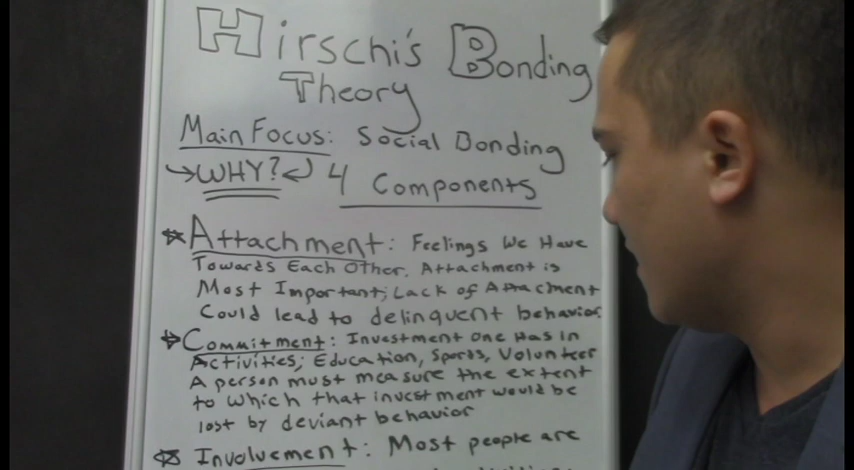 Hirschi's Bonding
Theory
Main Focus: Social Bonding
WHY? 4 Components
Attachment: Feelings We Have
Towards Each Other. Attachment is
Most Important; Lack of Attacment
Could lead to delinquent behavior
Commitment: Investment one Has in
Activities; Education, Sports, Volunteer
A person must measure the extent
to which that investment would be
lost by deviant behavior
Involvement: Most people are